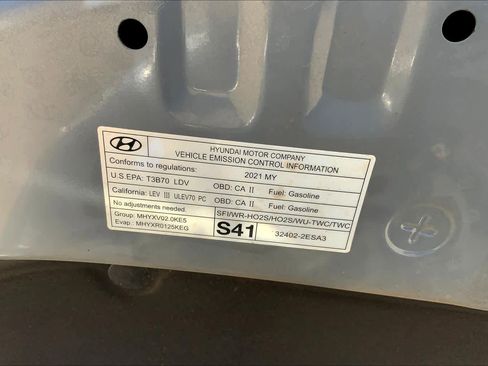 HYUNDAI MOTOR COMPANY
VEHICLE EMISSION CONTROL INFORMATION
Conforms to regulations: 2021 MY
U.S.EPA: T3B70 LDV OBD: CA II Fuel: Gasoline
California: LEV III ULEV70 PC OBD: CA II Fuel: Gasoline
No adjustments needed. SFI/WR-HO2S/HO2S/WU-TWC/TWC
Group: MHYXV02.0KE5
Evap: MHYXR0125KEG
S41 32402-2ESA3